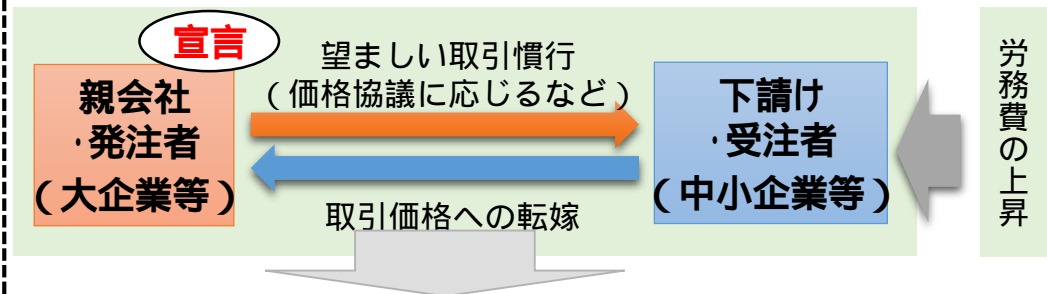 宣言
親会社
・発注者
（大企業等）
望ましい取引慣行
（価格協議に応じるなど）
取引価格への転嫁
下請け
・受注者
（中小企業等）
労務費の上昇